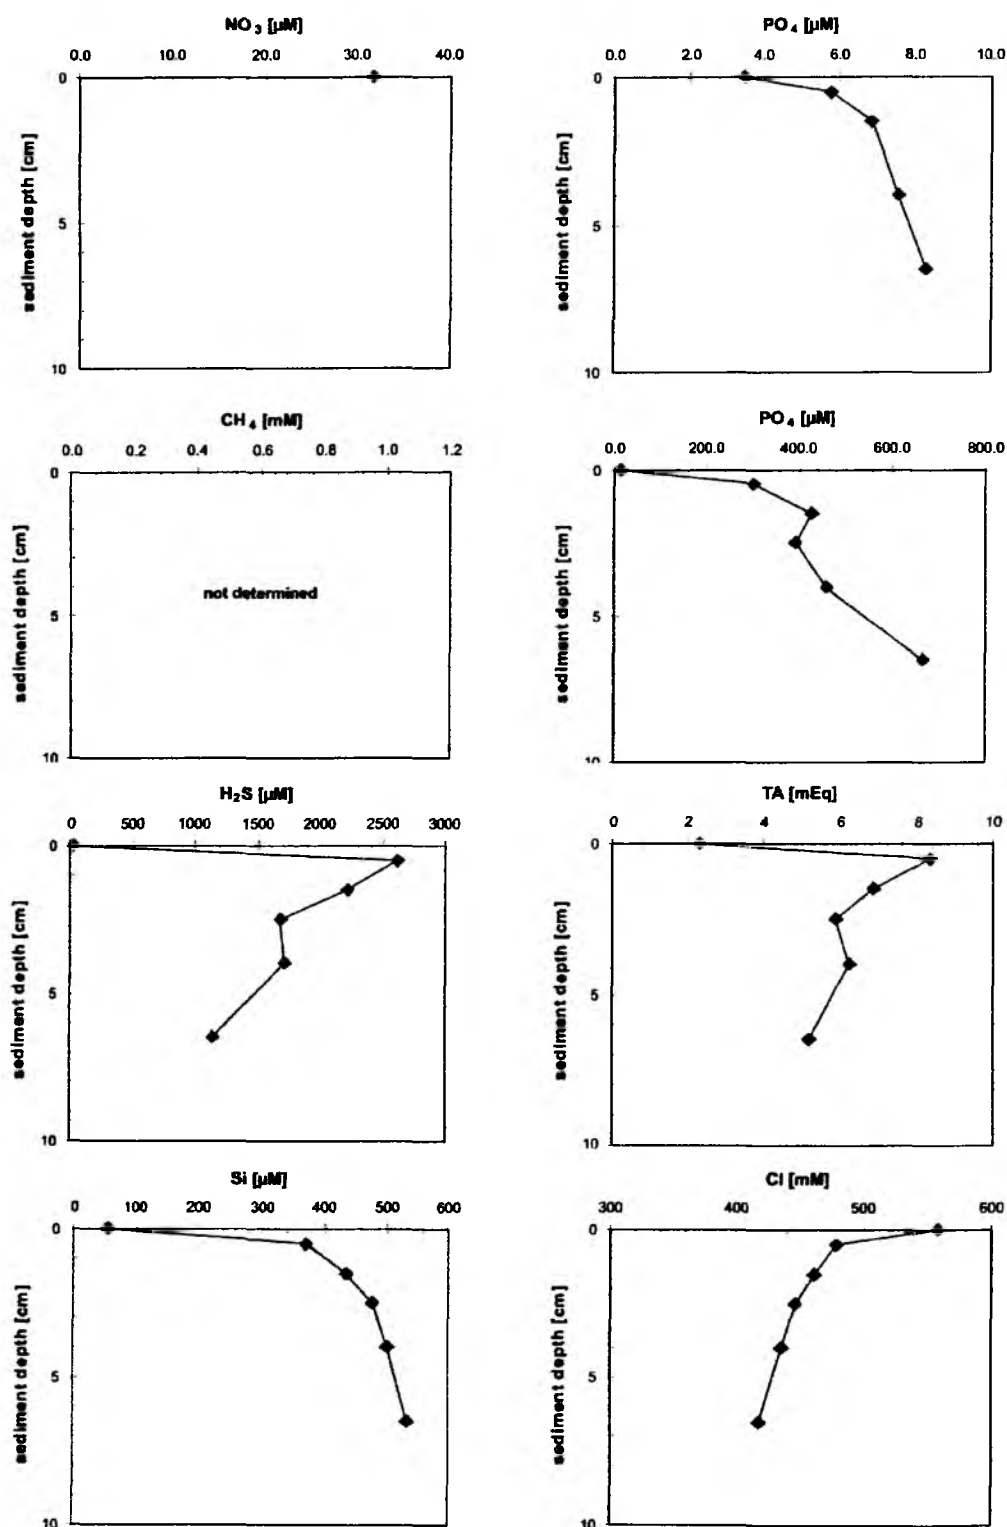 NO3 [µM]
0.0 10.0 20.0 30.0 40.0
0
5
10
sediment depth [cm]
PO4 [µM]
0.0 2.0 4.0 6.0 8.0 10.0
0
5
10
sediment depth [cm]
CH4 [mM]
0.0 0.2 0.4 0.6 0.8 1.0 1.2
0
5
10
sediment depth [cm]
not determined
PO4 [µM]
0.0 200.0 400.0 600.0 800.0
0
5
10
sediment depth [cm]
H2S [µM]
0 500 1000 1500 2000 2500 3000
0
5
10
sediment depth [cm]
TA [mEq]
0 2 4 6 8 10
0
5
10
sediment depth [cm]
Si [µM]
0 100 200 300 400 500 600
0
5
10
sediment depth [cm]
Cl [mM]
300 400 500 600
0
5
10
sediment depth [cm]